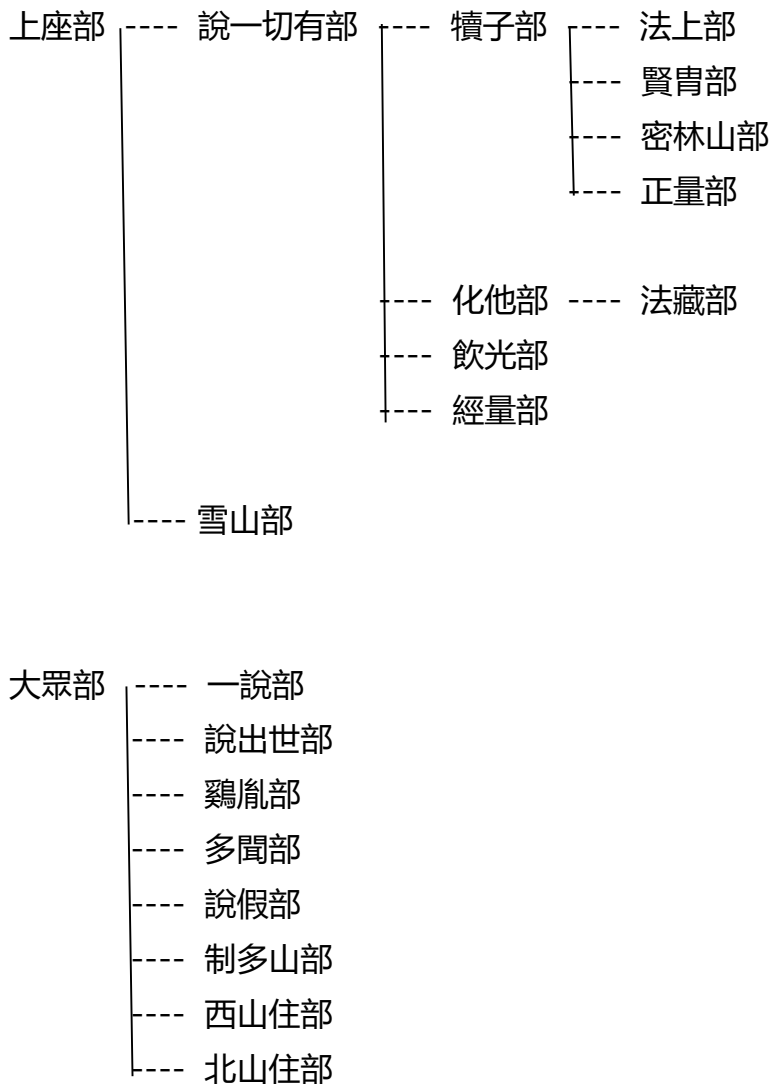 上座部 ---- 說一切有部 ---- 犢子部 ---- 法上部
---- 賢胄部
---- 密林山部
---- 正量部
---- 化他部 ---- 法藏部
---- 飲光部
---- 經量部
---- 雪山部
大眾部 ---- 一說部
---- 說出世部
---- 鷄胤部
---- 多聞部
---- 說假部
---- 制多山部
---- 西山住部
---- 北山住部